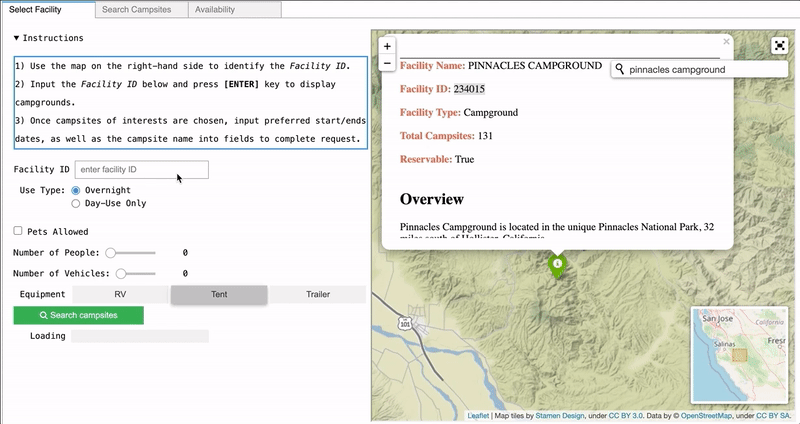 Select Facility
Search Campsites
Availability
▼ Instructions
1) Use the map on the right-hand side to identify the Facility ID.
2) Input the Facility ID below and press [ENTER] key to display
campgrounds.
3) Once campsites of interests are chosen, input preferred start/ends
dates, as well as the campsite name into fields to complete request.
Facility ID enter facility ID
Use Type: Overnight
Day-Use Only
Pets Allowed
Number of People: 0
Number of Vehicles: 0
Equipment RV Tent Trailer
Search campsites
Loading
+
−
×
Facility Name: PINNACLES CAMPGROUND
pinnacles campground
Facility ID: 234015
Facility Type: Campground
Total Campsites: 131
Reservable: True
Overview
Pinnacles Campground is located in the unique Pinnacles National Park, 32
miles south of Hollister, California
101
San Jose
California
Salinas
Fresn
Leaflet | Map tiles by Stamen Design, under CC BY 3.0. Data by © OpenStreetMap, under CC BY SA.